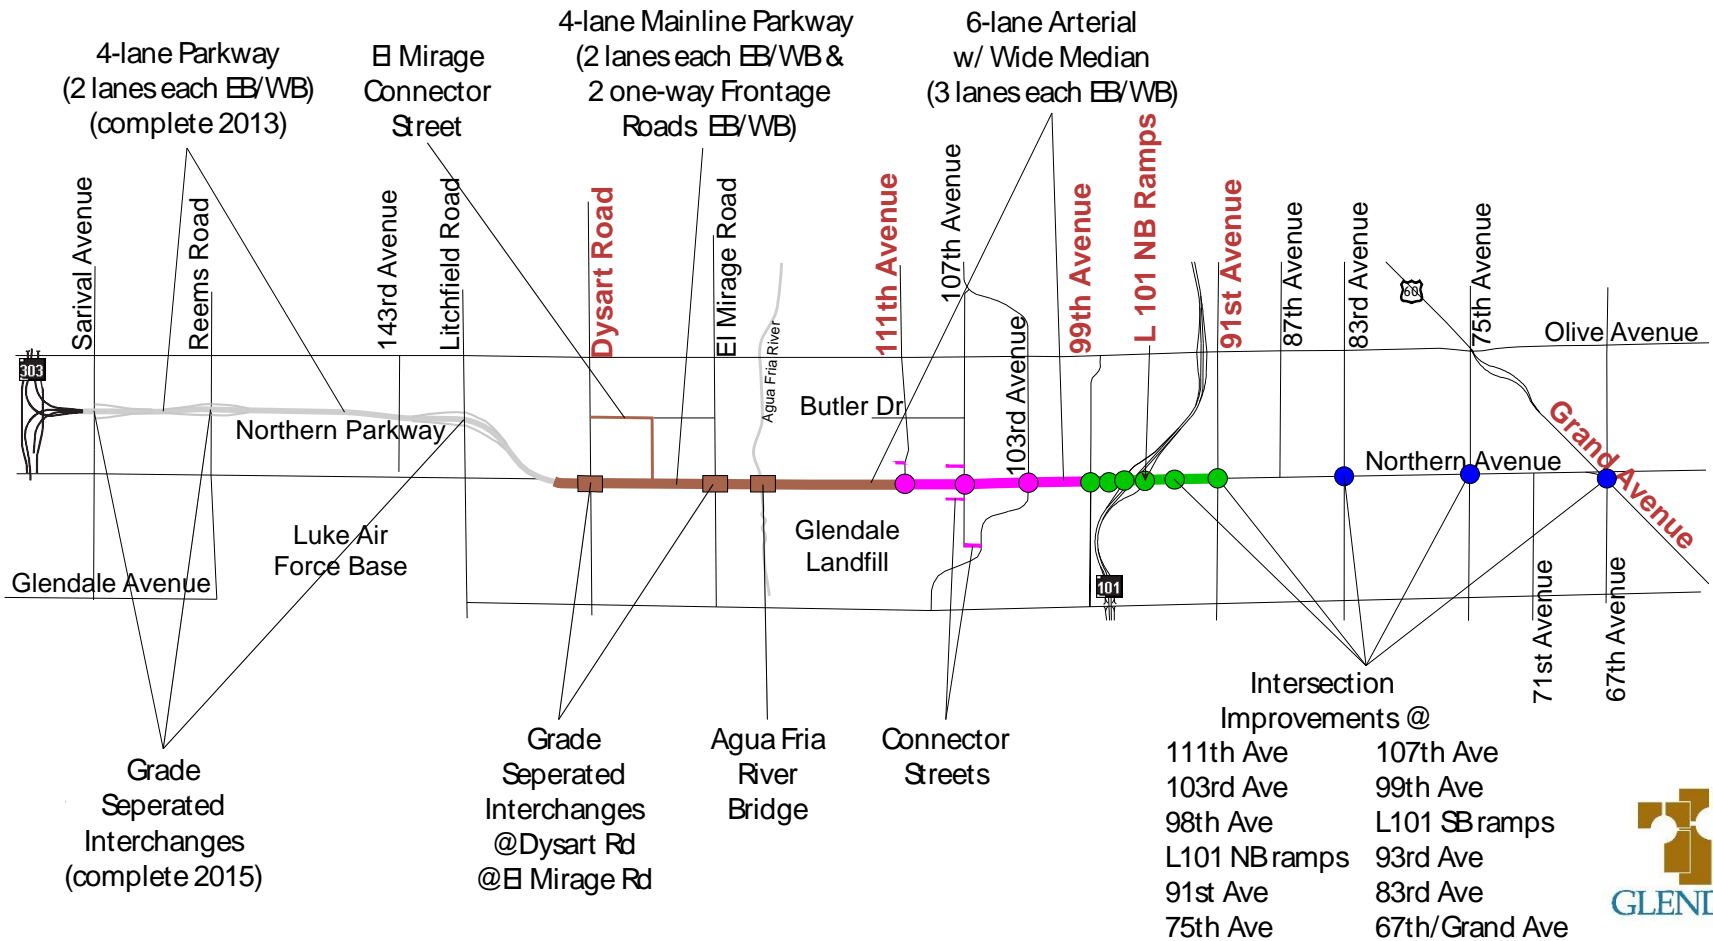 4-lane Parkway
(2 lanes each EB/WB)
(complete 2013)
El Mirage
Connector
Street
4-lane Mainline Parkway
(2 lanes each EB/WB &
2 one-way Frontage
Roads EB/WB)
6-lane Arterial
w/ Wide Median
(3 lanes each EB/WB)
Sarival Avenue
Reems Road
143rd Avenue
Litchfield Road
Dysart Road
El Mirage Road
Agua Fria River
111th Avenue
107th Avenue
103rd Avenue
99th Avenue
L 101 NB Ramps
91st Avenue
87th Avenue
83rd Avenue
60
75th Avenue
Olive Avenue
303
Northern Parkway
Butler Dr
Northern Avenue
Grand Avenue
Luke Air
Force Base
Glendale
Landfill
Glendale Avenue
101
71st Avenue
67th Avenue
Grade
Seperated
Interchanges
(complete 2015)
Grade
Seperated
Interchanges
@Dysart Rd
@El Mirage Rd
Agua Fria
River
Bridge
Connector
Streets
Intersection
Improvements @
111th Ave 107th Ave
103rd Ave 99th Ave
98th Ave L101 SB ramps
L101 NB ramps 93rd Ave
91st Ave 83rd Ave
75th Ave 67th/Grand Ave
GLEND